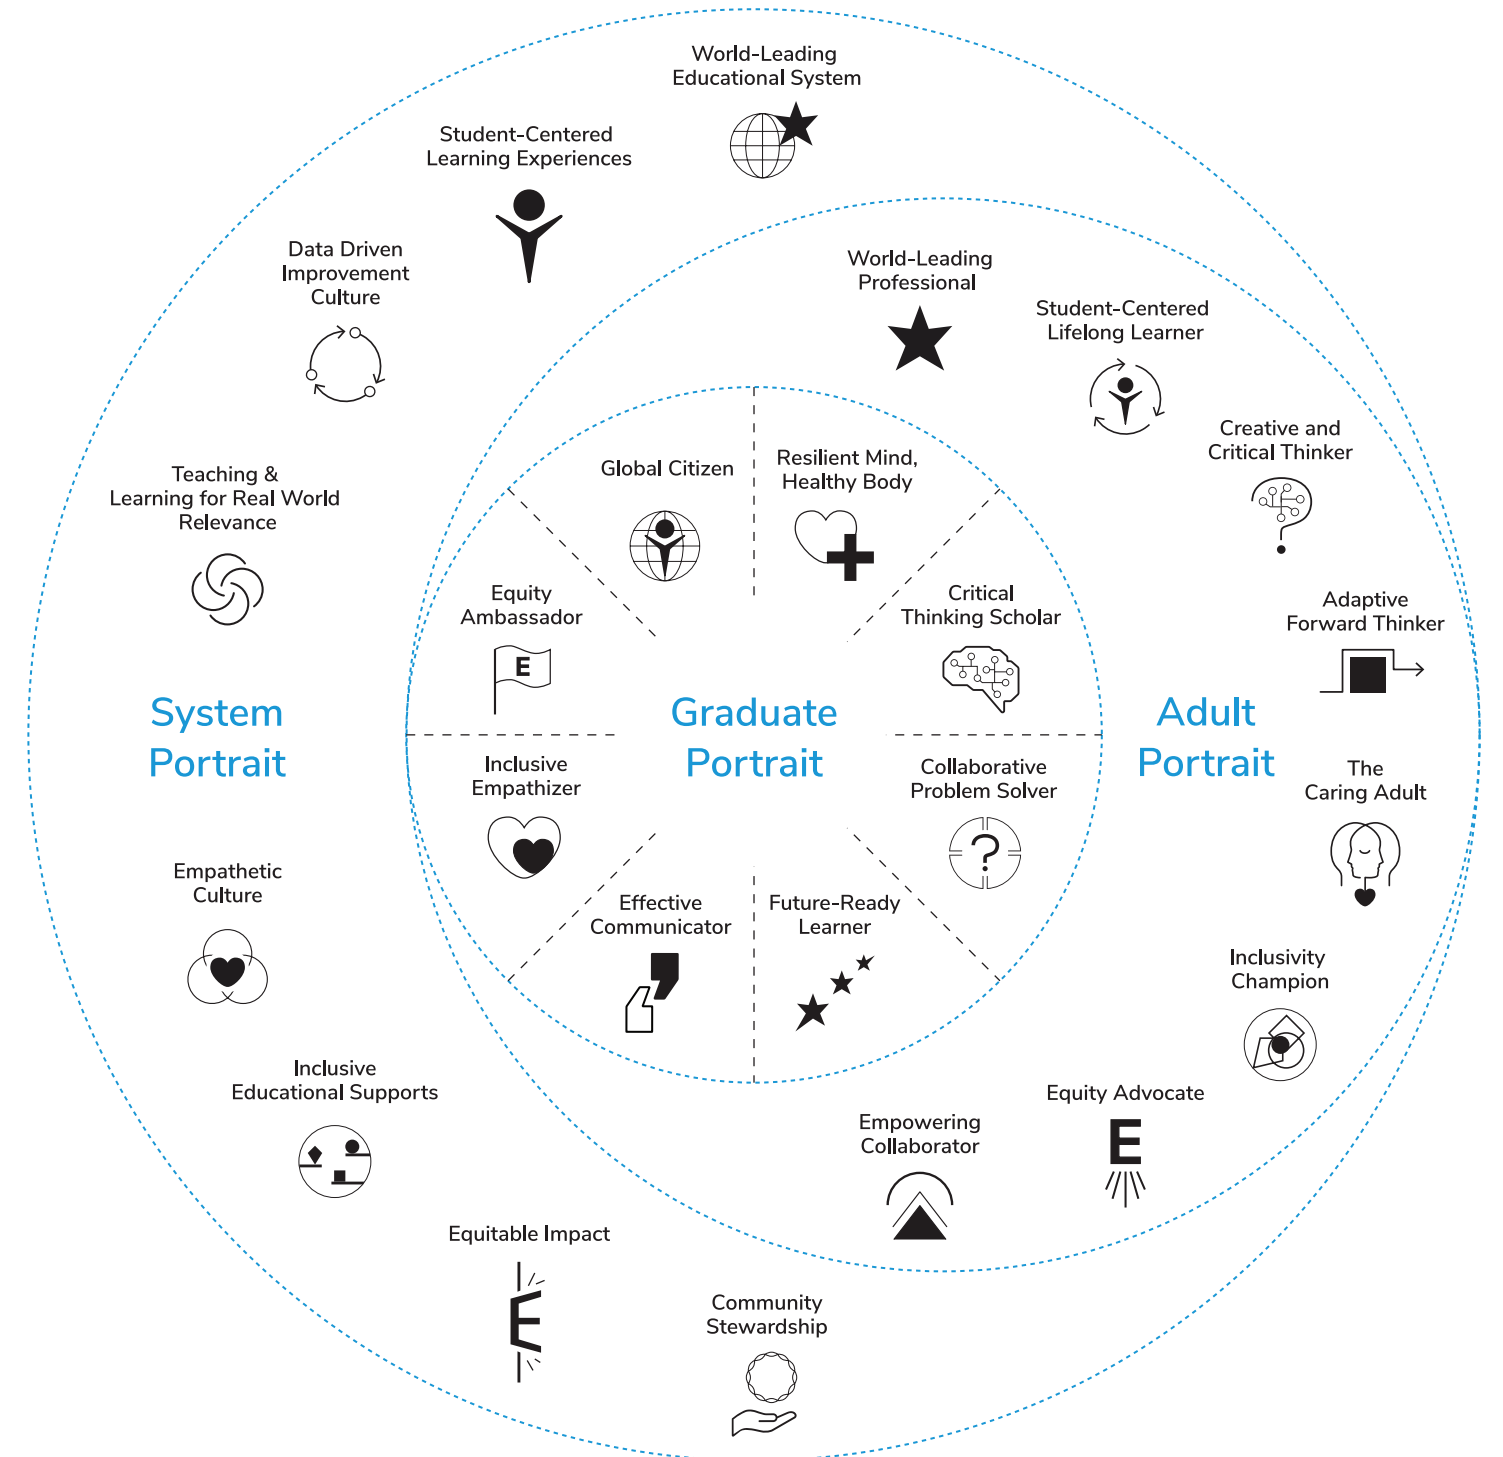 World-Leading
Educational System
Student-Centered
Learning Experiences
Data Driven
Improvement
Culture
Teaching &
Learning for Real World
Relevance
System
Portrait
Empathetic
Culture
Inclusive
Educational Supports
Equitable Impact
Community
Stewardship
World-Leading
Professional
Student-Centered
Lifelong Learner
Creative and
Critical Thinker
Adaptive
Forward Thinker
Adult
Portrait
The
Caring Adult
Inclusivity
Champion
Equity Advocate
E
Empowering
Collaborator
Global Citizen
Resilient Mind,
Healthy Body
Equity
Ambassador
E
Critical
Thinking Scholar
Graduate
Portrait
Inclusive
Empathizer
Collaborative
Problem Solver
?
Effective
Communicator
Future-Ready
Learner
E